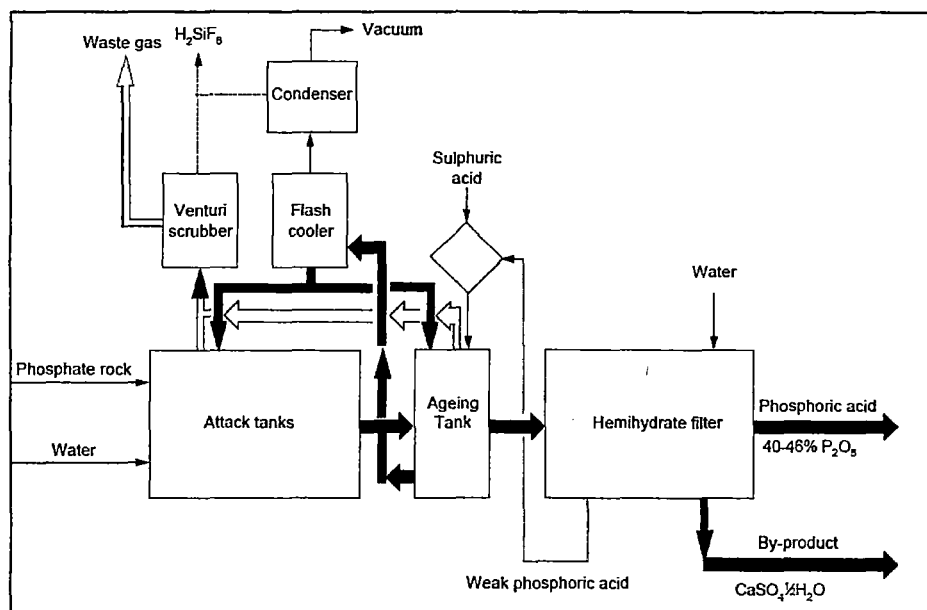 Waste gas
H₂SiF₆
Vacuum
Condenser
Sulphuric
acid
Venturi
scrubber
Flash
cooler
Water
Phosphate rock
Attack tanks
Ageing
Tank
Hemihydrate filter
Phosphoric acid
40-46% P₂O₅
Water
By-product
Weak phosphoric acid
CaSO₄½H₂O